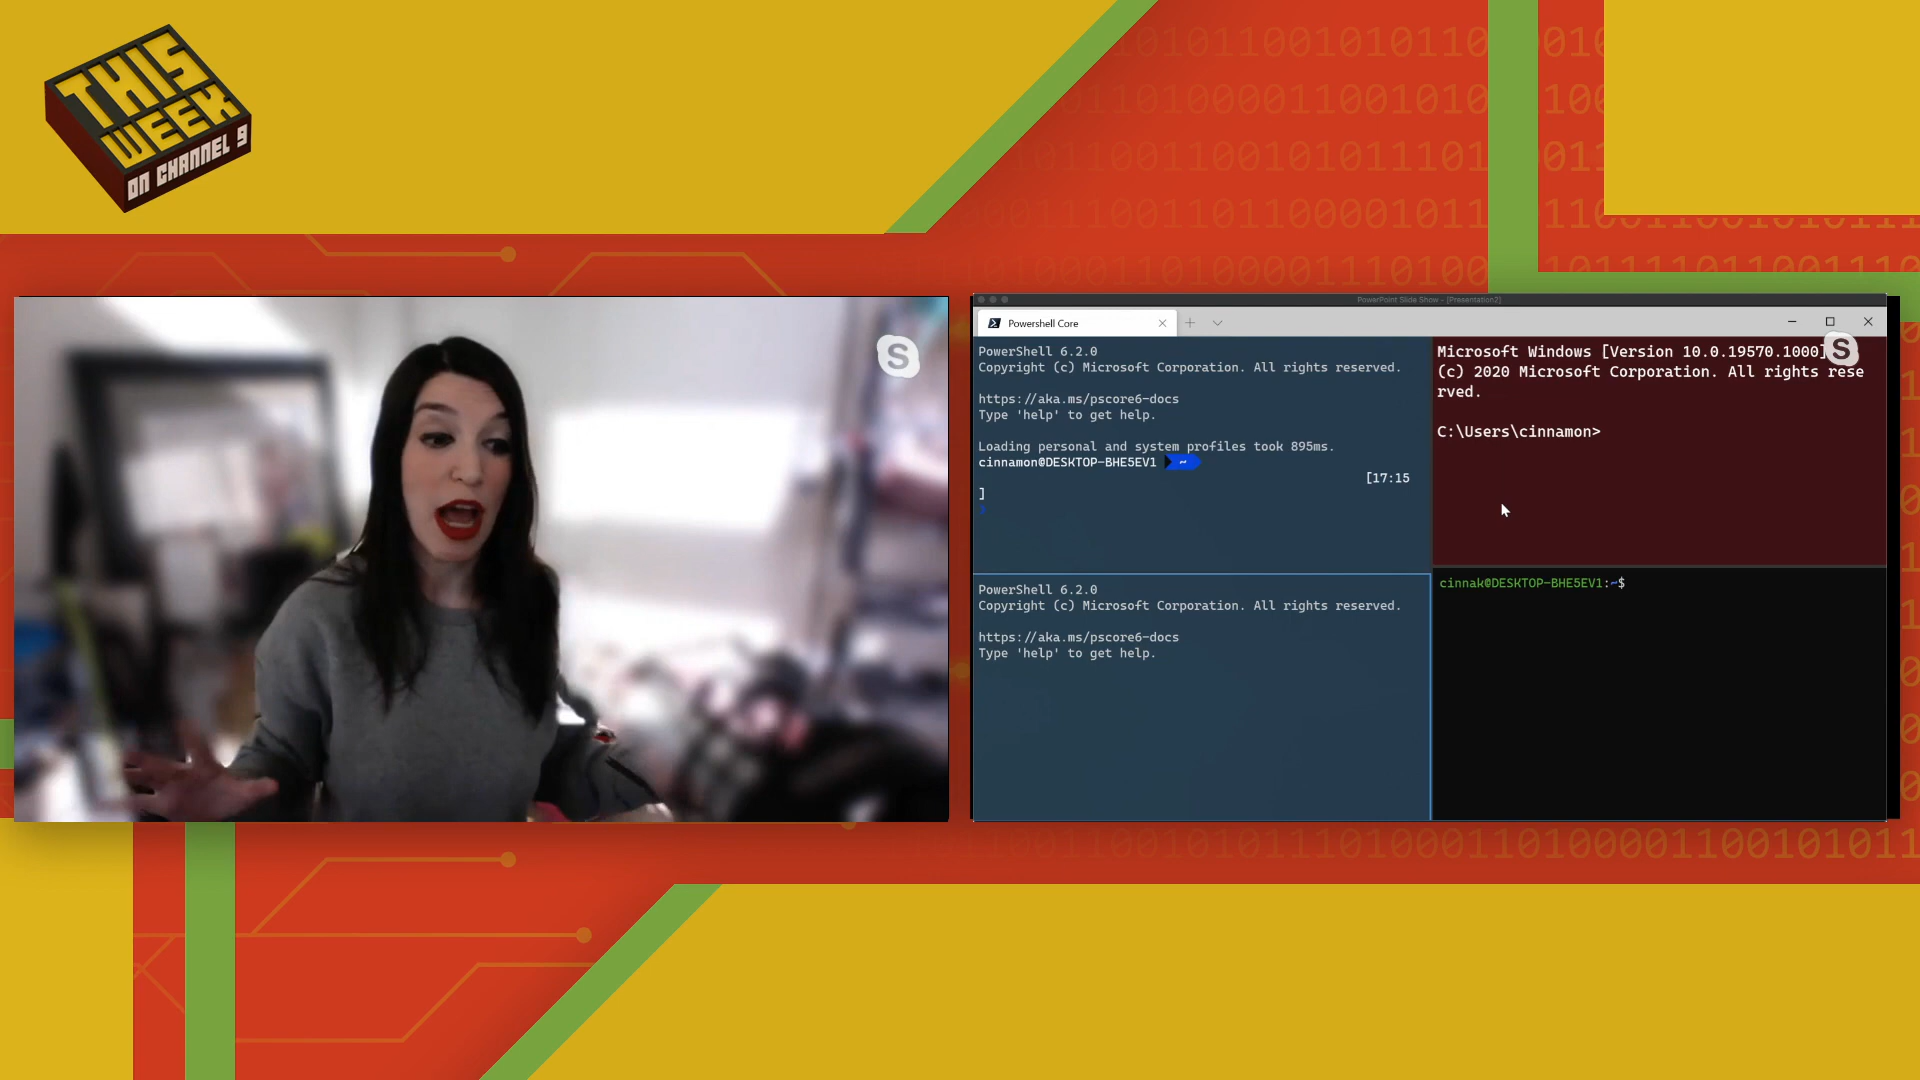 THIS
WEEK
ON CHANNEL 9
PowerPoint Slide Show - [Presentation2]
Powershell Core
PowerShell 6.2.0
Copyright (c) Microsoft Corporation. All rights reserved.
https://aka.ms/pscore6-docs
Type 'help' to get help.
Loading personal and system profiles took 895ms.
cinnamon@DESKTOP-BHE5EV1 ~
[17:15
]
PowerShell 6.2.0
Copyright (c) Microsoft Corporation. All rights reserved.
https://aka.ms/pscore6-docs
Type 'help' to get help.
Microsoft Windows [Version 10.0.19570.1000]
(c) 2020 Microsoft Corporation. All rights rese
rved.
C:\Users\cinnamon>
cinnak@DESKTOP-BHE5EV1:~$